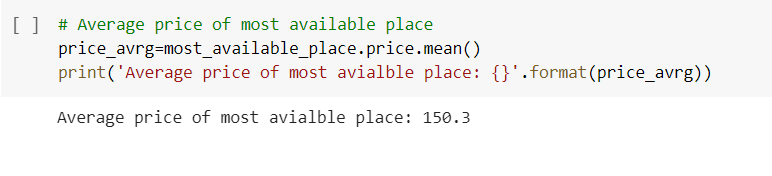 [ ] # Average price of most available place
price_avrg=most_available_place.price.mean()
print('Average price of most avialble place: {}'.format(price_avrg))
Average price of most avialble place: 150.3